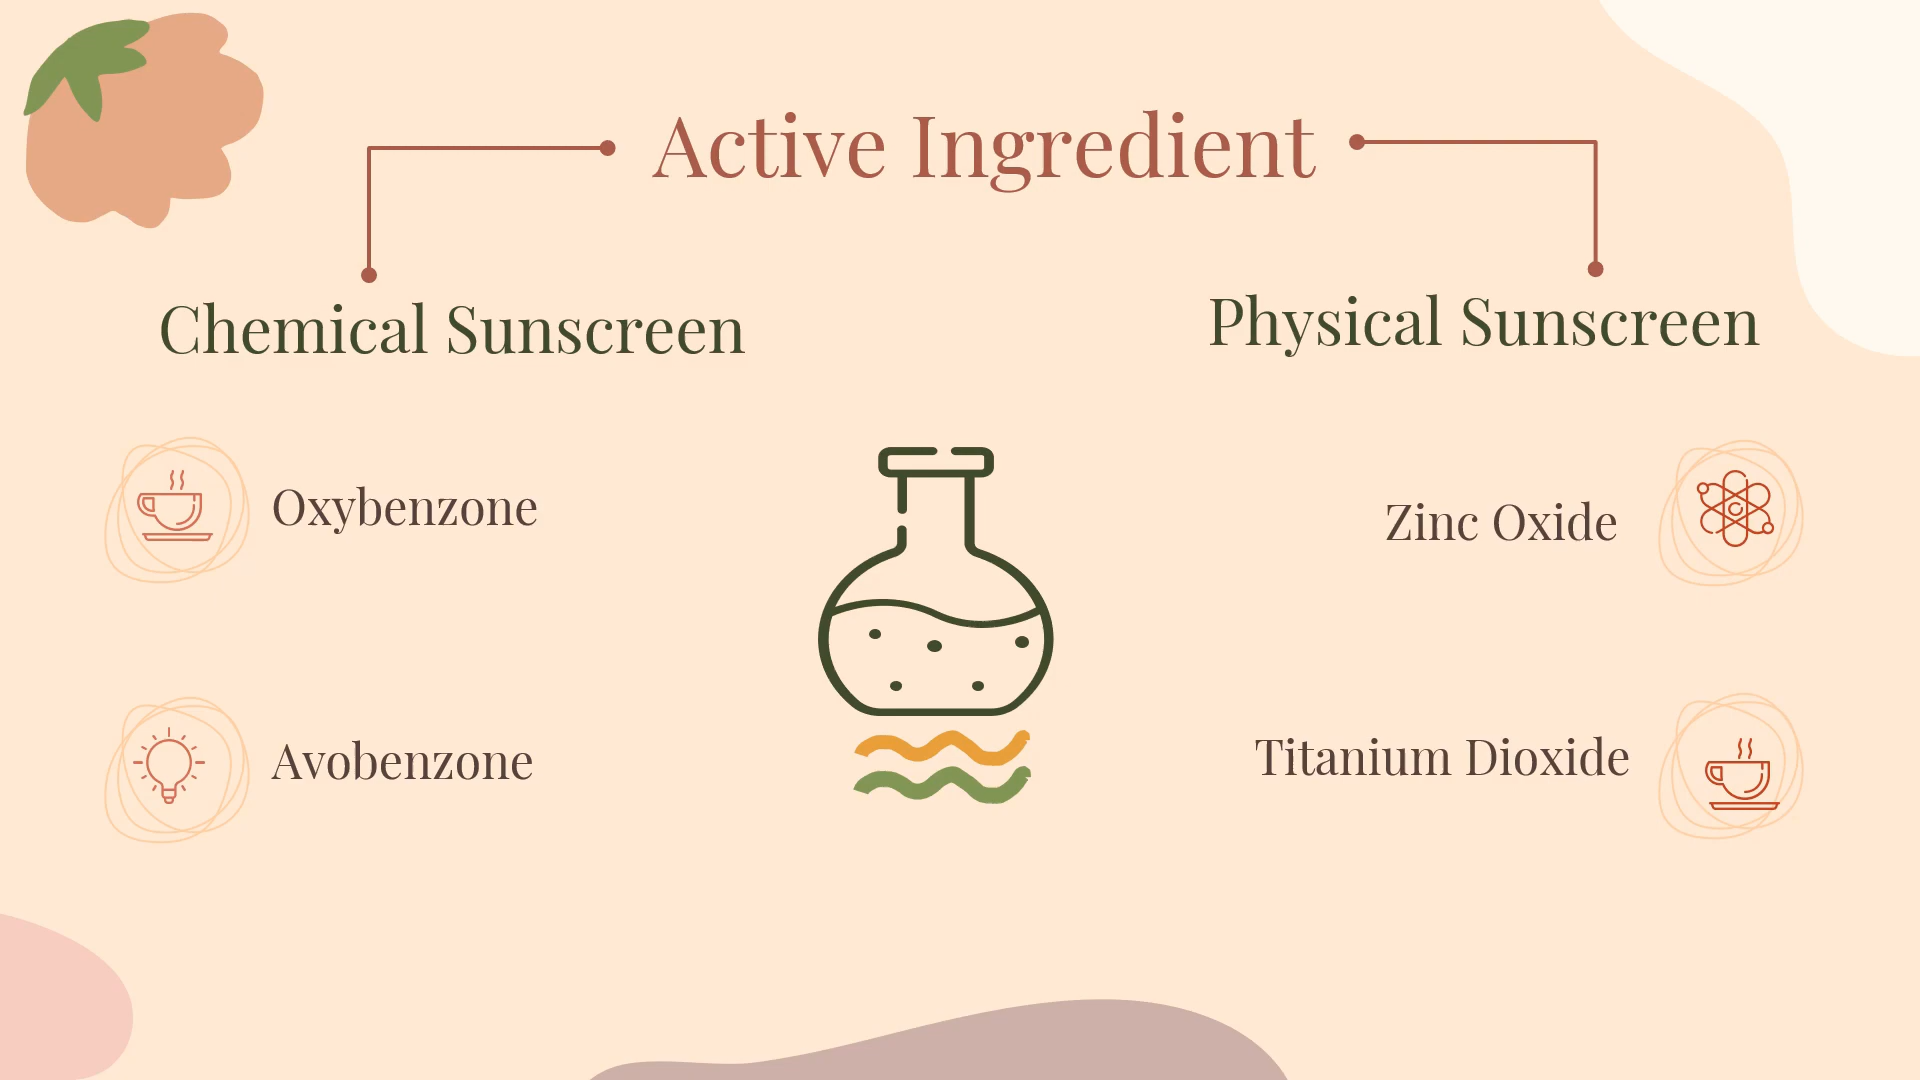 Active Ingredient
Chemical Sunscreen
Oxybenzone
Avobenzone
Physical Sunscreen
Zinc Oxide
Titanium Dioxide